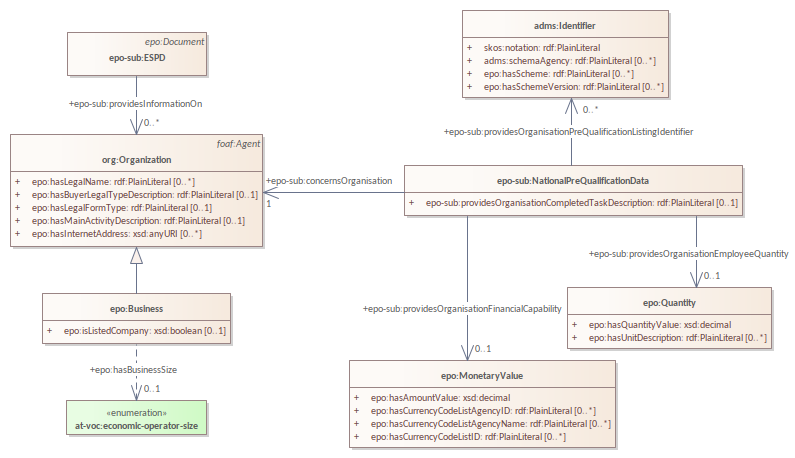 epo:Document
epo-sub:ESPD
+epo-sub:providesInformationOn
0..*
foaf:Agent
org:Organization
+ epo:hasLegalName: rdf:PlainLiteral [0..*]
+ epo:hasBuyerLegalTypeDescription: rdf:PlainLiteral [0..1]
+ epo:hasLegalFormType: rdf:PlainLiteral [0..1]
+ epo:hasMainActivityDescription: rdf:PlainLiteral [0..1]
+ epo:hasInternetAddress: xsd:anyURI [0..*]
epo:Business
+ epo:isListedCompany: xsd:boolean [0..1]
+epo:hasBusinessSize
0..1
«enumeration»
at-voc:economic-operator-size
adms:Identifier
+ skos:notation: rdf:PlainLiteral
+ adms:schemaAgency: rdf:PlainLiteral [0..*]
+ epo:hasScheme: rdf:PlainLiteral [0..*]
+ epo:hasSchemeVersion: rdf:PlainLiteral [0..*]
0..*
+epo-sub:providesOrganisationPreQualificationListingIdentifier
+epo-sub:concernsOrganisation
1
epo-sub:NationalPreQualificationData
+ epo-sub:providesOrganisationCompletedTaskDescription: rdf:PlainLiteral [0..1]
+epo-sub:providesOrganisationEmployeeQuantity
0..1
epo:Quantity
+ epo:hasQuantityValue: xsd:decimal
+ epo:hasUnitDescription: rdf:PlainLiteral [0..*]
+epo-sub:providesOrganisationFinancialCapability
0..1
epo:MonetaryValue
+ epo:hasAmountValue: xsd:decimal
+ epo:hasCurrencyCodeListAgencyID: rdf:PlainLiteral [0..*]
+ epo:hasCurrencyCodeListAgencyName: rdf:PlainLiteral [0..*]
+ epo:hasCurrencyCodeListID: rdf:PlainLiteral [0..*]